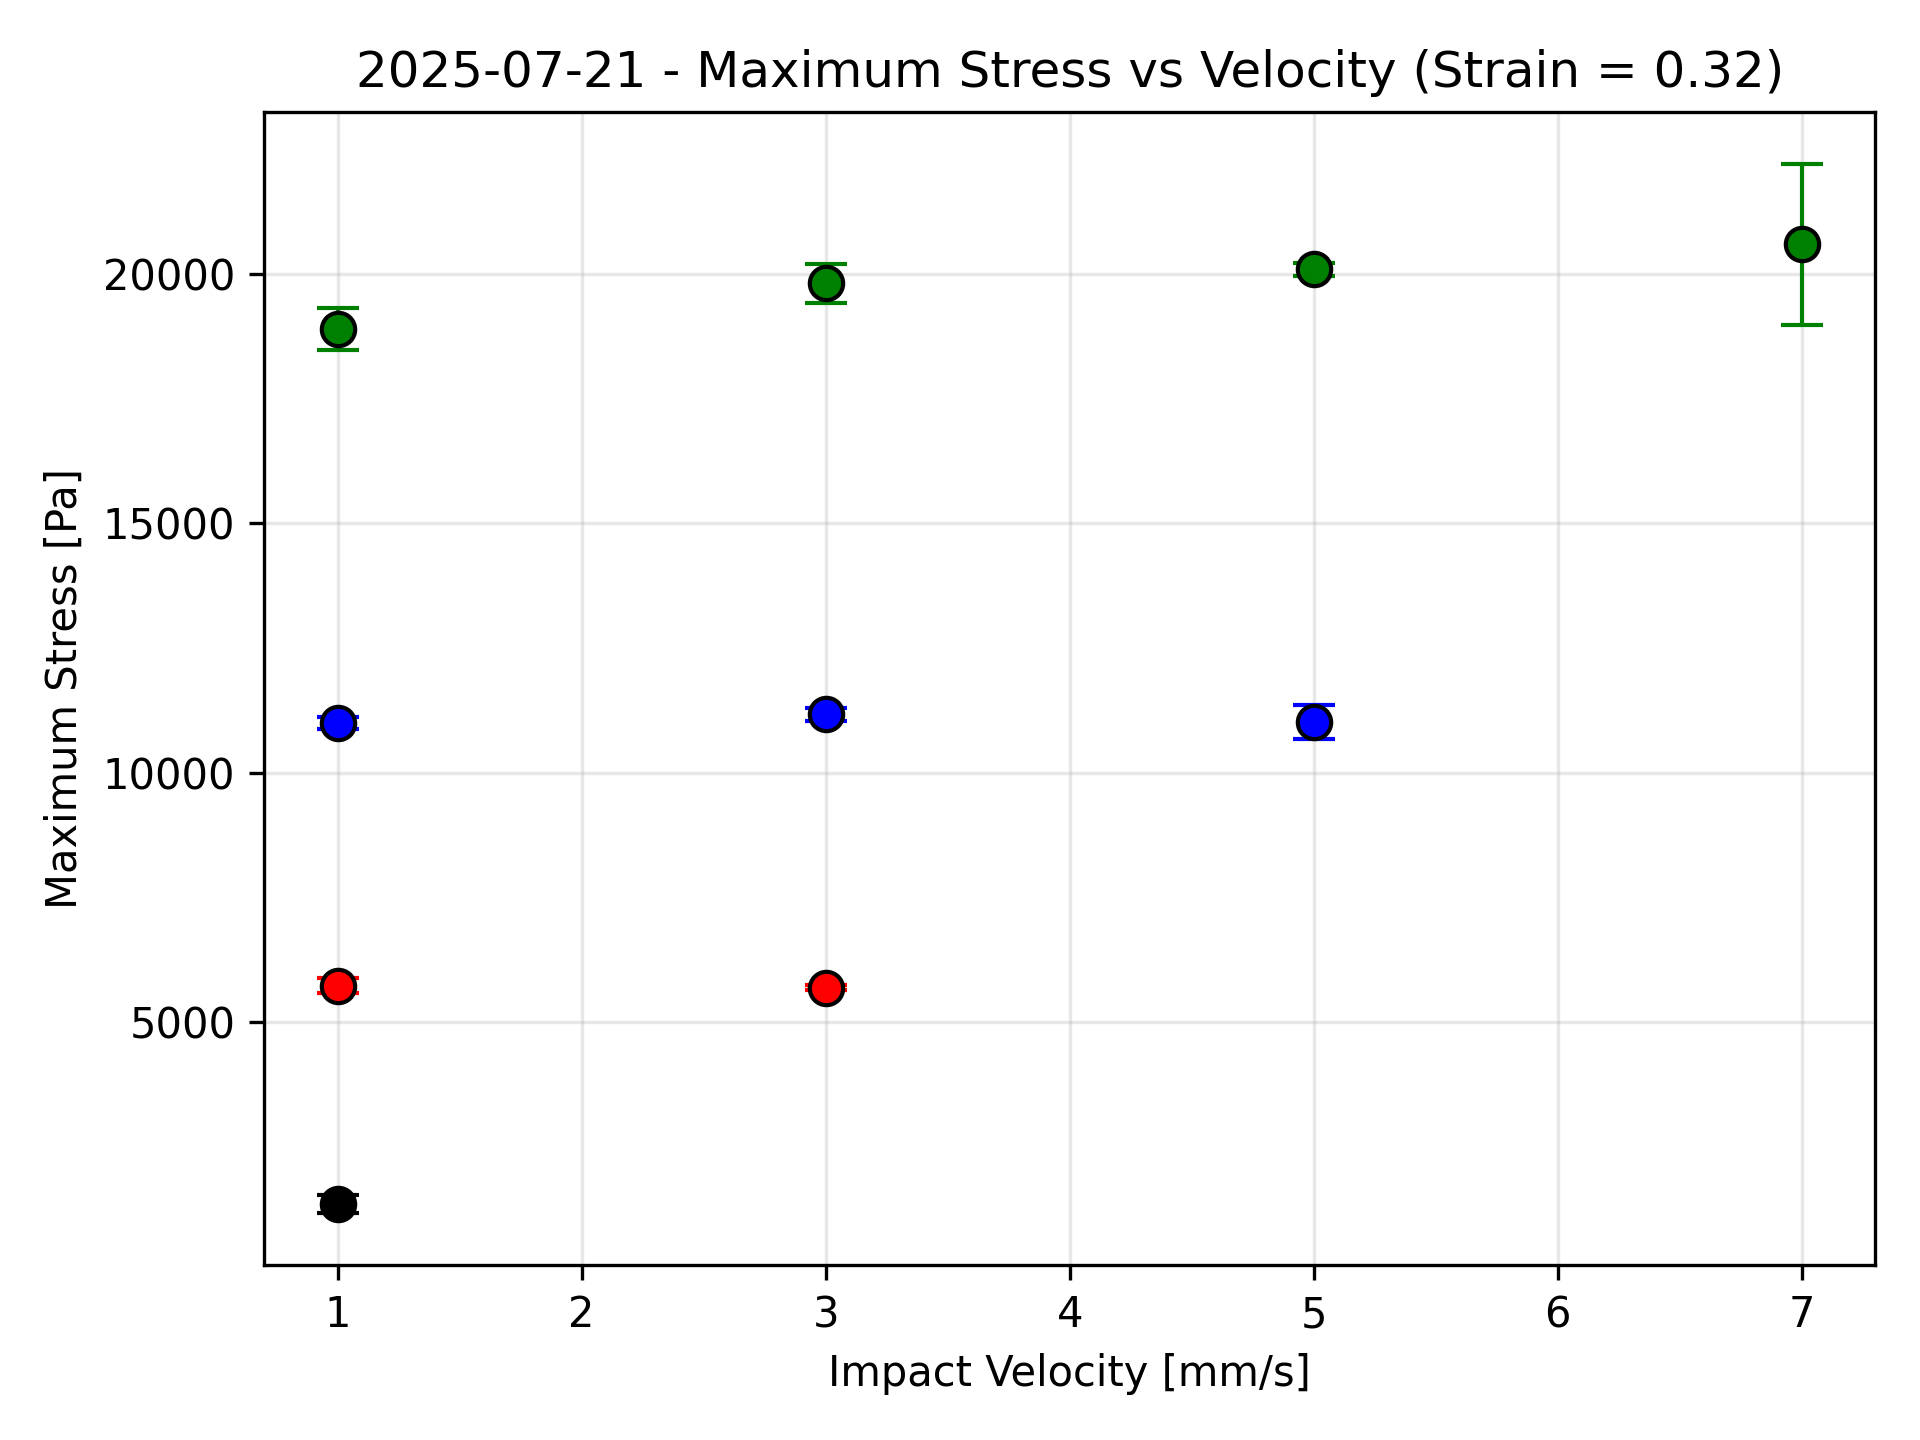 2025-07-21 - Maximum Stress vs Velocity (Strain = 0.32)
Maximum Stress [Pa]
20000
15000
10000
5000
1 2 3 4 5 6 7
Impact Velocity [mm/s]